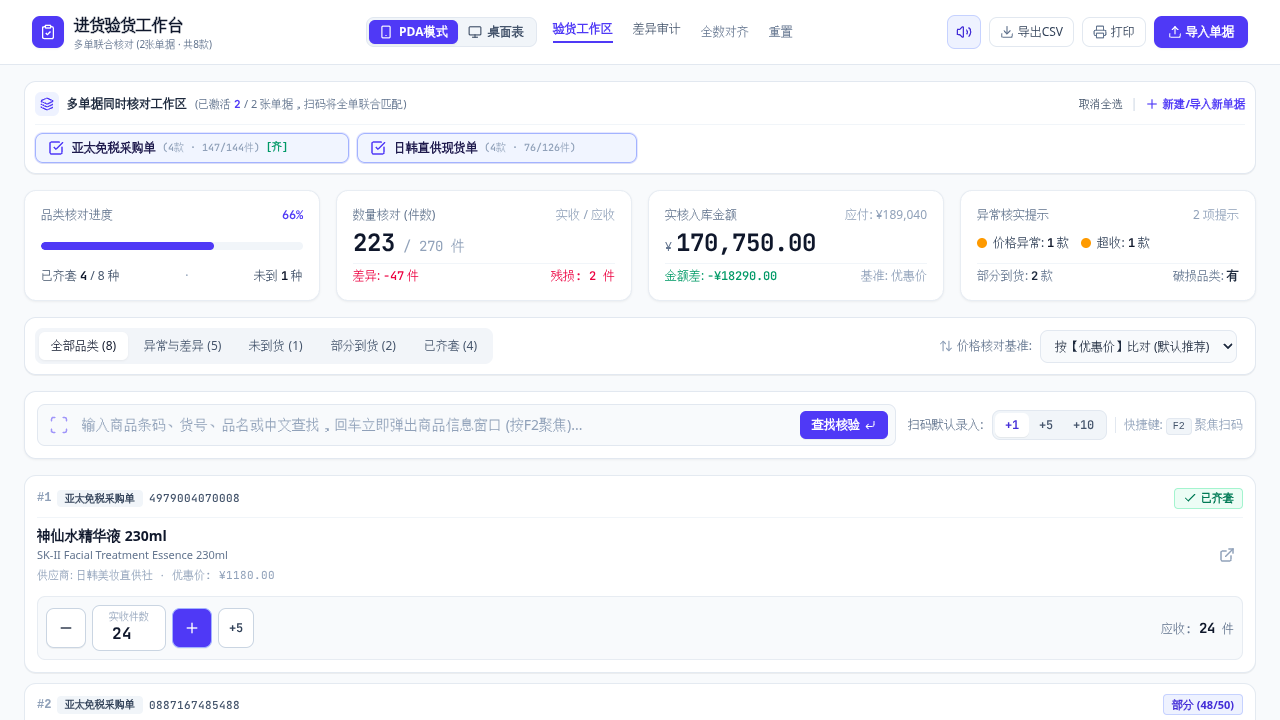 进货验货工作台
多单联合核对 (2张单据 · 共8款)
PDA模式
桌面表
验货工作区
差异审计
全数对齐
重置
导出CSV
打印
导入单据
多单据同时核对工作区 (已激活 2 / 2 张单据，扫码将全单联合匹配)
取消全选
新建/导入新单据
亚太免税采购单 (4款 · 147/144件) [齐]
日韩直供现货单 (4款 · 76/126件)
品类核对进度 66%
已齐套 4 / 8 种 · 未到 1 种
数量核对 (件数) 实收 / 应收
223 / 270 件
差异: -47 件 残损: 2 件
实核入库金额 应付: ¥189,040
¥ 170,750.00
金额差: -¥18290.00 基准: 优惠价
异常核实提示 2 项提示
价格异常: 1 款 超收: 1 款
部分到货: 2 款 破损品类: 有
全部品类 (8)
异常与差异 (5)
未到货 (1)
部分到货 (2)
已齐套 (4)
价格核对基准:
按【优惠价】比对 (默认推荐)
输入商品条码、货号、品名或中文查找，回车立即弹出商品信息窗口 (按F2聚焦)...
查找核验
扫码默认录入:
+1 +5 +10
快捷键: F2 聚焦扫码
#1 亚太免税采购单 4979004070008
已齐套
神仙水精华液 230ml
SK-II Facial Treatment Essence 230ml
供应商: 日韩美妆直供社 · 优惠价: ¥1180.00
实收件数
24
+5
应收: 24 件
#2 亚太免税采购单 0887167485488
部分 (48/50)